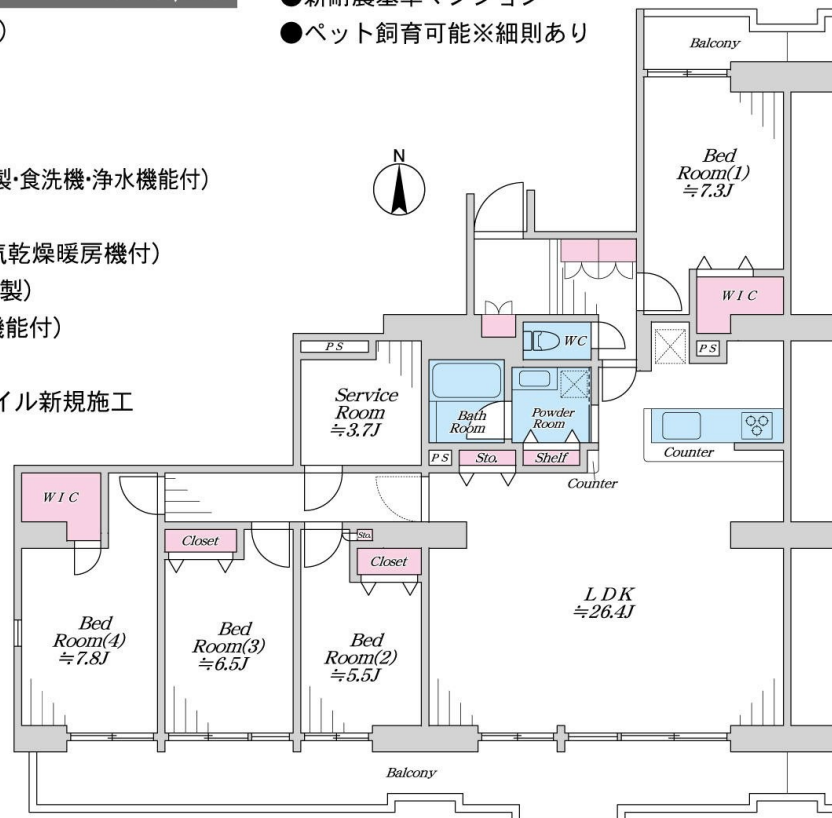 ●新耐震基準マンション
●ペット飼育可能※細則あり
)
製・食洗機・浄水機能付)
気乾燥暖房機付)
製)
機能付)
イル新規施工
N
Balcony
Bed
Room(1)
≒7.3J
WIC
PS
WC
PS
Service
Room
≒3.7J
Bath
Room
Powder
Room
Counter
PS
Sto.
Shelf
Counter
WIC
Closet
Sto.
Closet
LDK
≒26.4J
Bed
Room(4)
≒7.8J
Bed
Room(3)
≒6.5J
Bed
Room(2)
≒5.5J
Balcony